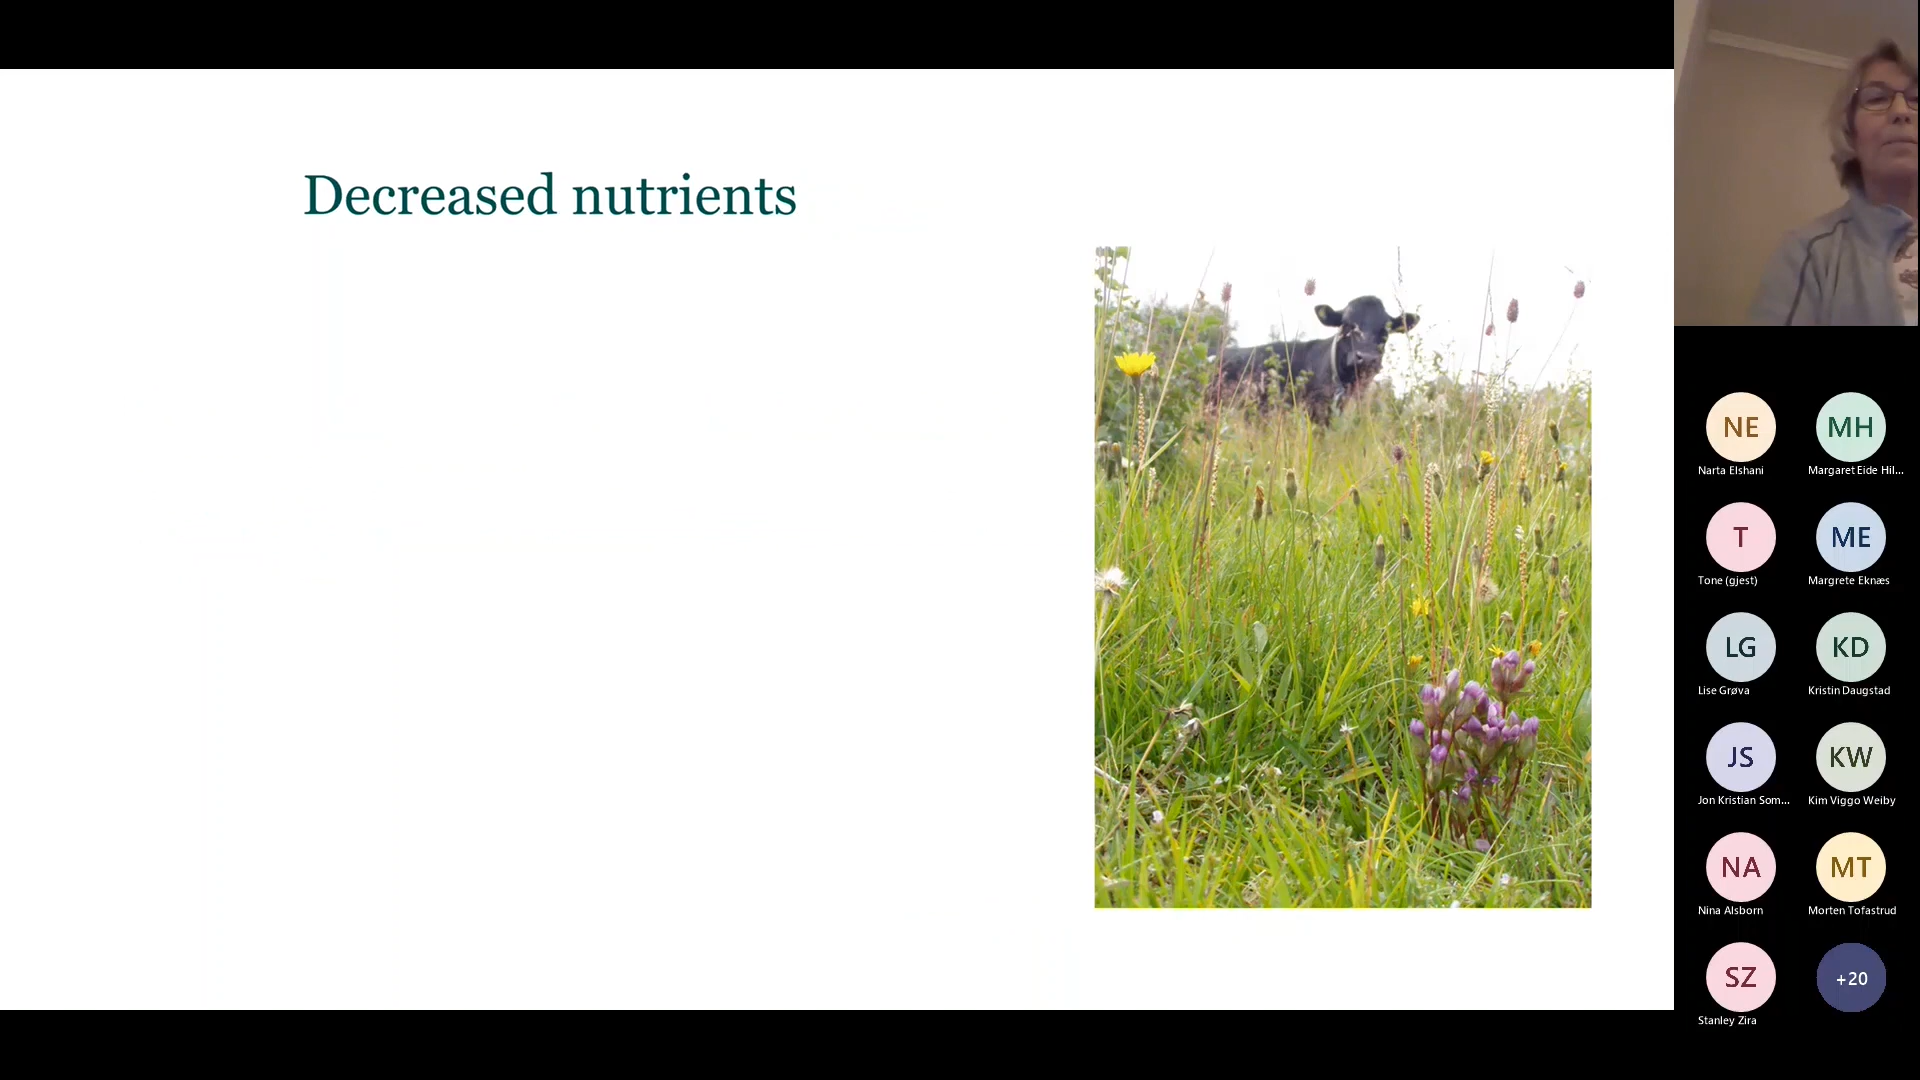 Decreased nutrients
NE
MH
Narta Elshani
Margaret Eide Hil...
T
ME
Tone (gjest)
Margrete Eknæs
LG
KD
Lise Grøva
Kristin Daugstad
JS
KW
Jon Kristian Som...
Kim Viggo Weiby
NA
MT
Nina Alsborn
Morten Tofastrud
SZ
+20
Stanley Zira